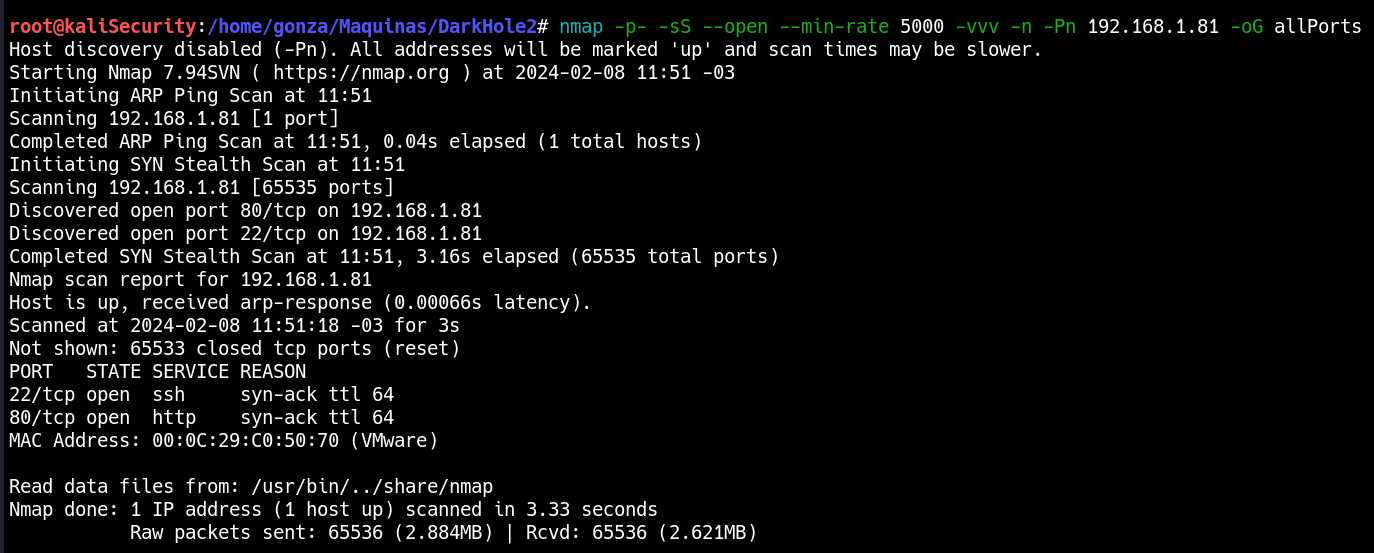 root@kaliSecurity:/home/gonza/Maquinas/DarkHole2# nmap -p- -sS --open --min-rate 5000 -vvv -n -Pn 192.168.1.81 -oG allPorts
Host discovery disabled (-Pn). All addresses will be marked 'up' and scan times may be slower.
Starting Nmap 7.94SVN ( https://nmap.org ) at 2024-02-08 11:51 -03
Initiating ARP Ping Scan at 11:51
Scanning 192.168.1.81 [1 port]
Completed ARP Ping Scan at 11:51, 0.04s elapsed (1 total hosts)
Initiating SYN Stealth Scan at 11:51
Scanning 192.168.1.81 [65535 ports]
Discovered open port 80/tcp on 192.168.1.81
Discovered open port 22/tcp on 192.168.1.81
Completed SYN Stealth Scan at 11:51, 3.16s elapsed (65535 total ports)
Nmap scan report for 192.168.1.81
Host is up, received arp-response (0.00066s latency).
Scanned at 2024-02-08 11:51:18 -03 for 3s
Not shown: 65533 closed tcp ports (reset)
PORT   STATE SERVICE REASON
22/tcp open  ssh     syn-ack ttl 64
80/tcp open  http    syn-ack ttl 64
MAC Address: 00:0C:29:C0:50:70 (VMware)

Read data files from: /usr/bin/../share/nmap
Nmap done: 1 IP address (1 host up) scanned in 3.33 seconds
           Raw packets sent: 65536 (2.884MB) | Rcvd: 65536 (2.621MB)